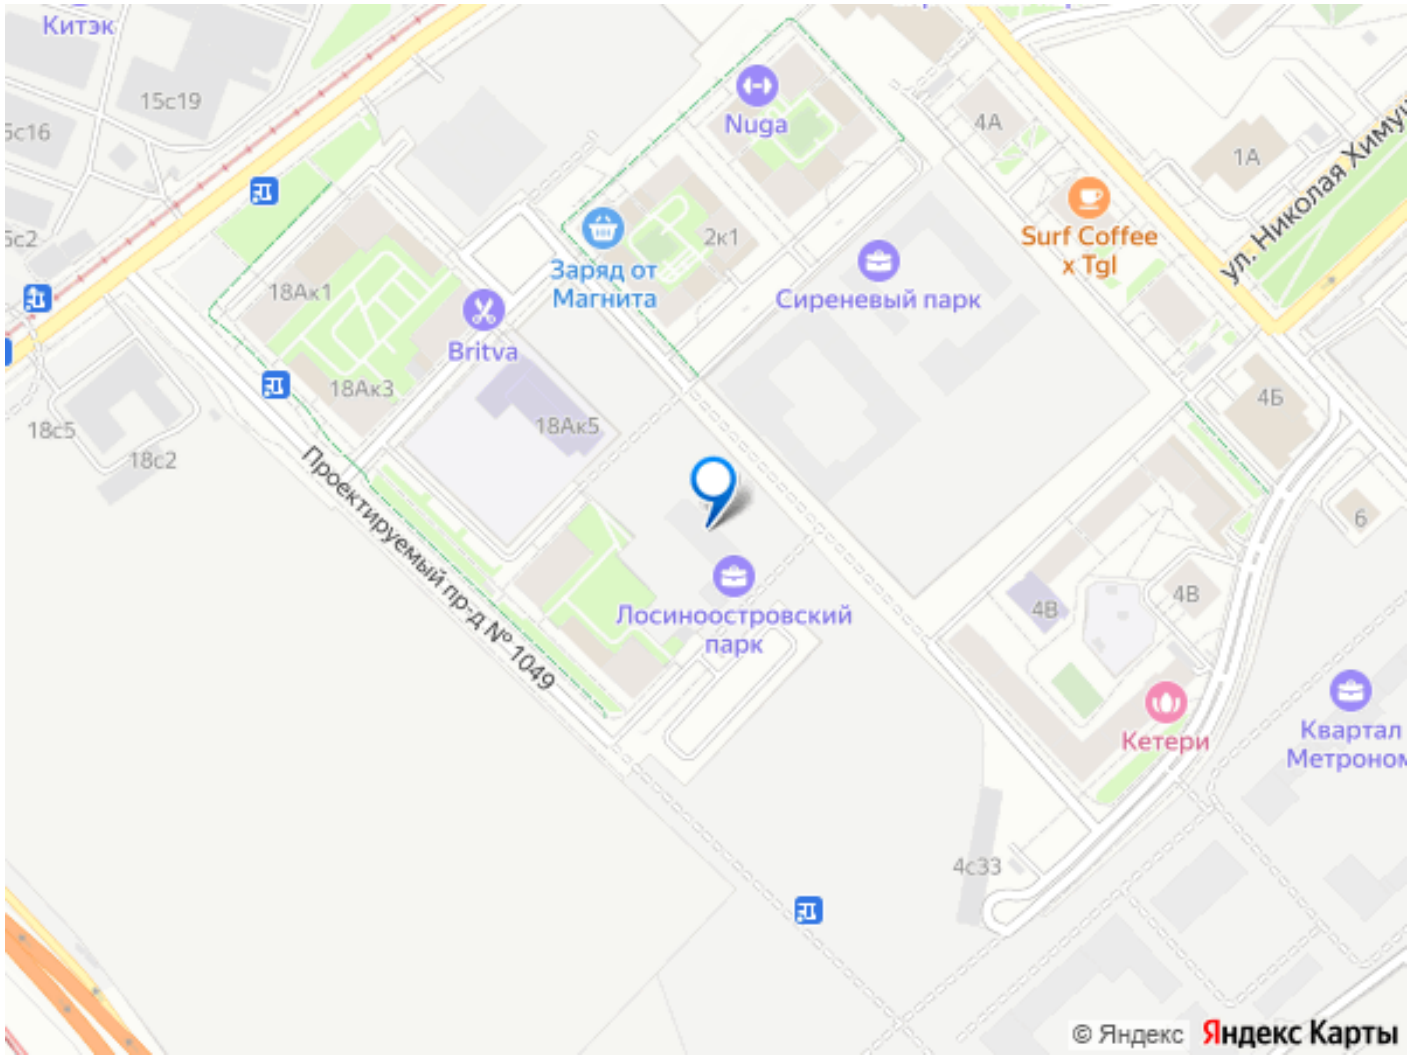 Китэк
15с19
5с16
5с2
Nuga
4А
1А
ул. Николая Химу
Surf Coffee
x Tgl
2к1
Заряд от
Магнита
Сиреневый парк
18Ак1
Britva
18Ак3
18Ак5
18с5
18с2
4Б
6
Проектируемый пр-д № 1049
Лосиноостровский
парк
4В
4В
Кетери
Квартал
Метроном
4с33
© Яндекс Яндекс Карты